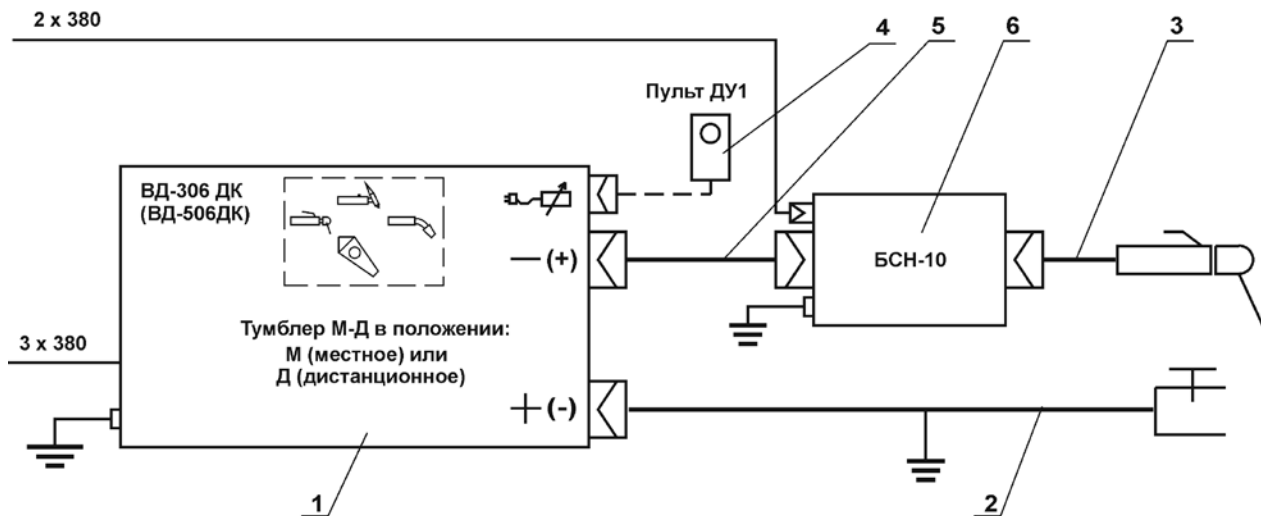 2 x 380
4
5
6
3
Пульт ДУ1
ВД-306 ДК
(ВД-506ДК)
— (+)
БСН-10
Тумблер М-Д в положении:
М (местное) или
Д (дистанционное)
3 x 380
+ (-)
1
2